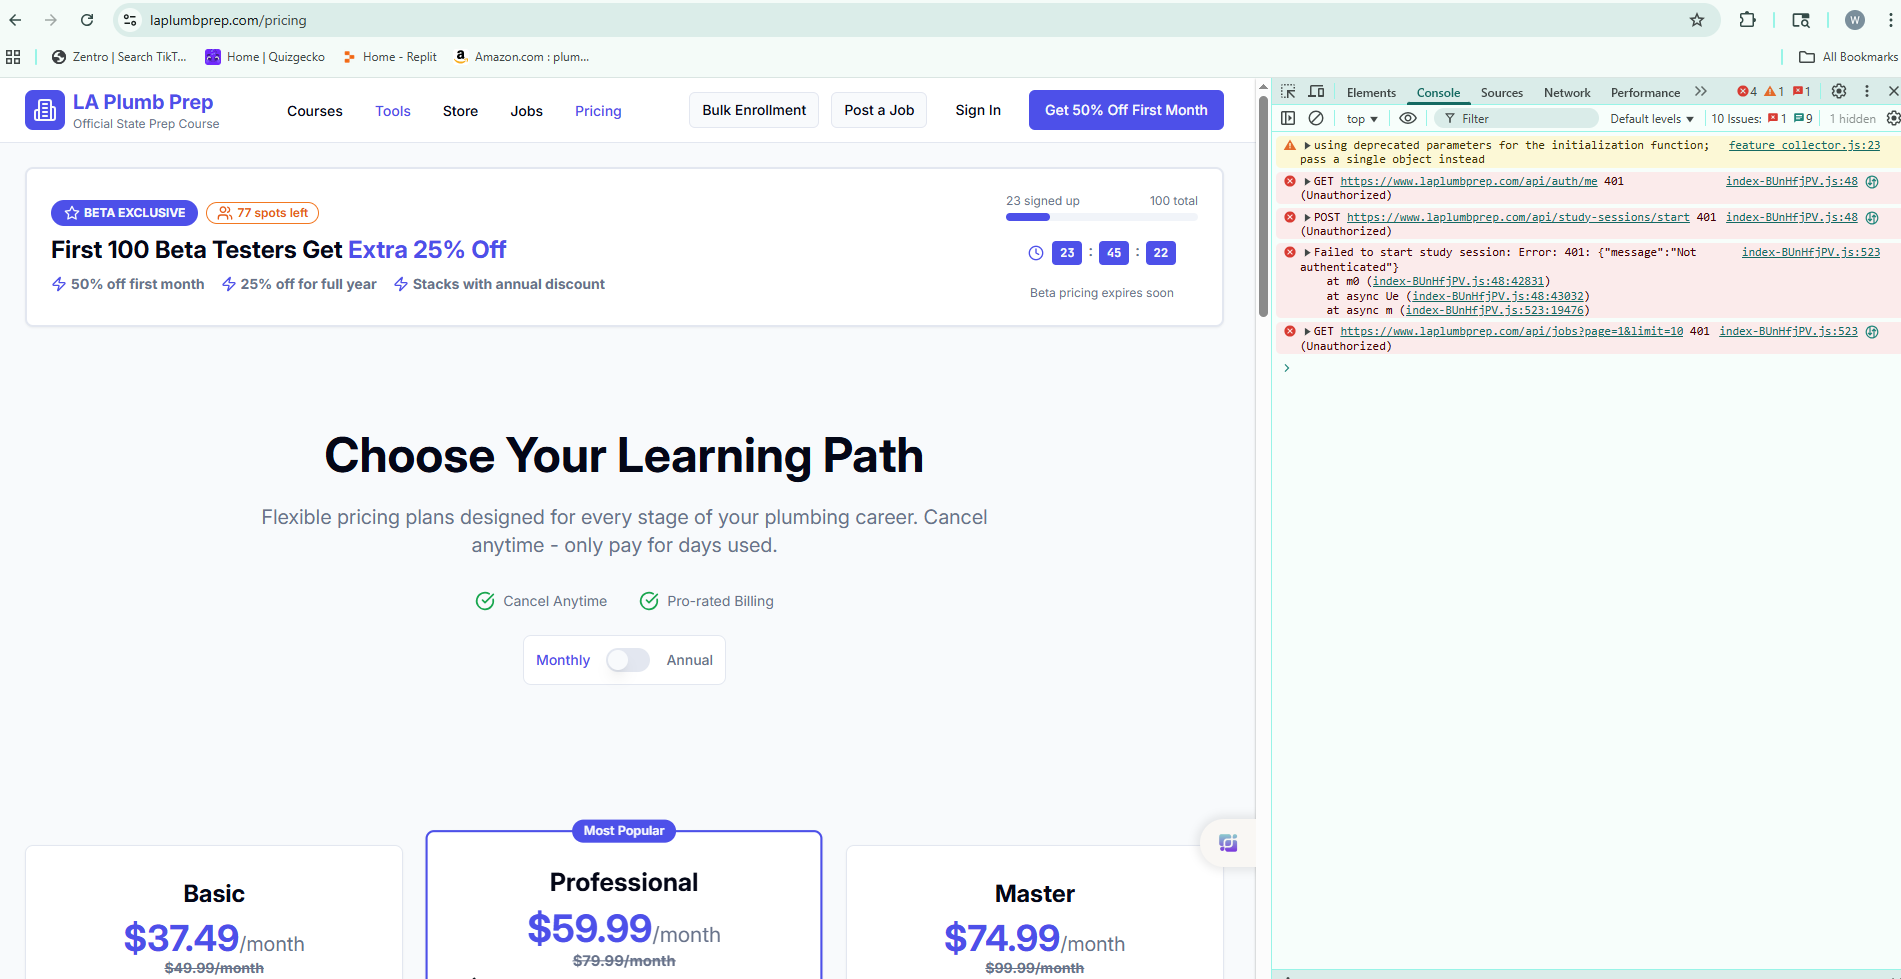 laplumbprep.com/pricing
W
Zentro | Search TikT...
Home | Quizgecko
Home - Replit
Amazon.com : plum...
All Bookmarks
LA Plumb Prep
Official State Prep Course
Courses
Tools
Store
Jobs
Pricing
Bulk Enrollment
Post a Job
Sign In
Get 50% Off First Month
BETA EXCLUSIVE
77 spots left
First 100 Beta Testers Get Extra 25% Off
50% off first month
25% off for full year
Stacks with annual discount
23 signed up
100 total
23 : 45 : 22
Beta pricing expires soon
Choose Your Learning Path
Flexible pricing plans designed for every stage of your plumbing career. Cancel
anytime - only pay for days used.
Cancel Anytime
Pro-rated Billing
Monthly
Annual
Basic
$37.49/month
$49.99/month
Most Popular
Professional
$59.99/month
$79.99/month
Master
$74.99/month
$99.99/month
Elements
Console
Sources
Network
Performance
4
1
1
top
Filter
Default levels
10 Issues: 1 9
1 hidden
using deprecated parameters for the initialization function; feature collector.js:23
pass a single object instead
GET https://www.laplumbprep.com/api/auth/me 401 index-BUnHfjPV.js:48
(Unauthorized)
POST https://www.laplumbprep.com/api/study-sessions/start 401 index-BUnHfjPV.js:48
(Unauthorized)
Failed to start study session: Error: 401: {"message":"Not index-BUnHfjPV.js:523
authenticated"}
at m0 (index-BUnHfjPV.js:48:42831)
at async Ue (index-BUnHfjPV.js:48:43032)
at async m (index-BUnHfjPV.js:523:19476)
GET https://www.laplumbprep.com/api/jobs?page=1&limit=10 401 index-BUnHfjPV.js:523
(Unauthorized)